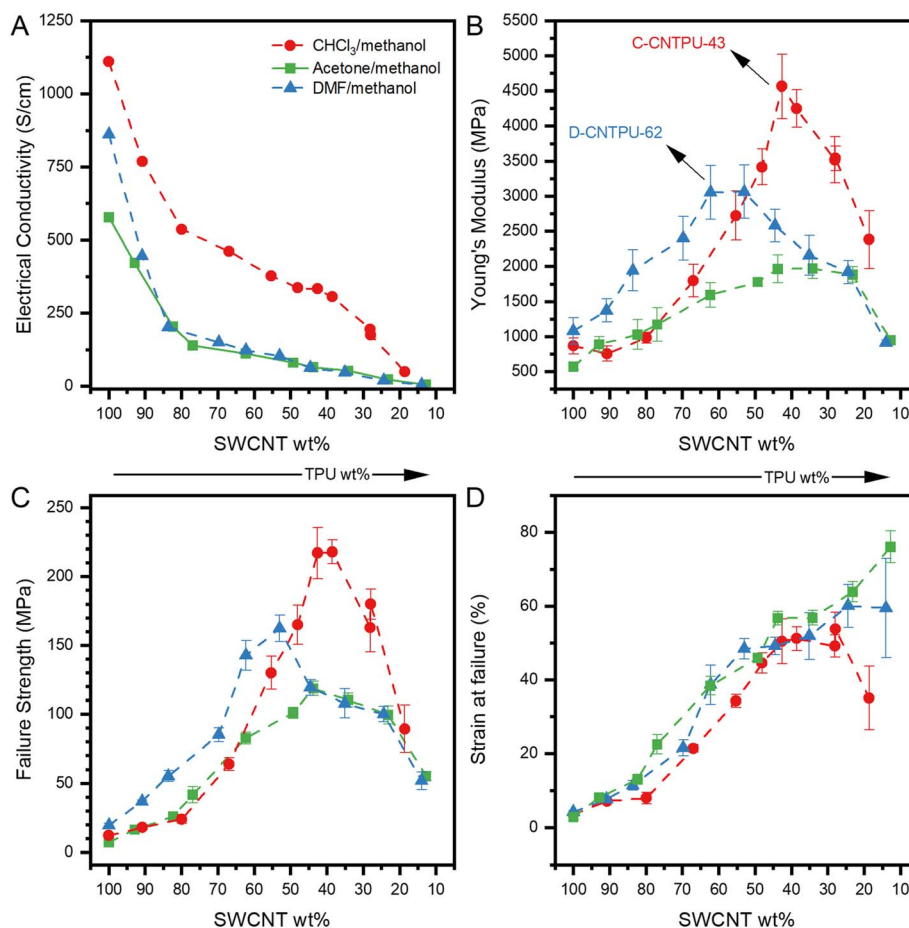 A
Electrical Conductivity (S/cm)
1250
1000
750
500
250
0
CHCl₃/methanol
Acetone/methanol
DMF/methanol
100 90 80 70 60 50 40 30 20 10
SWCNT wt%
B
Young's Modulus (MPa)
5500
5000
4500
4000
3500
3000
2500
2000
1500
1000
500
C-CNTPU-43
D-CNTPU-62
100 90 80 70 60 50 40 30 20 10
SWCNT wt%
TPU wt%
TPU wt%
C
Failure Strength (MPa)
250
200
150
100
50
0
100 90 80 70 60 50 40 30 20 10
SWCNT wt%
D
Strain at failure (%)
80
60
40
20
0
100 90 80 70 60 50 40 30 20 10
SWCNT wt%